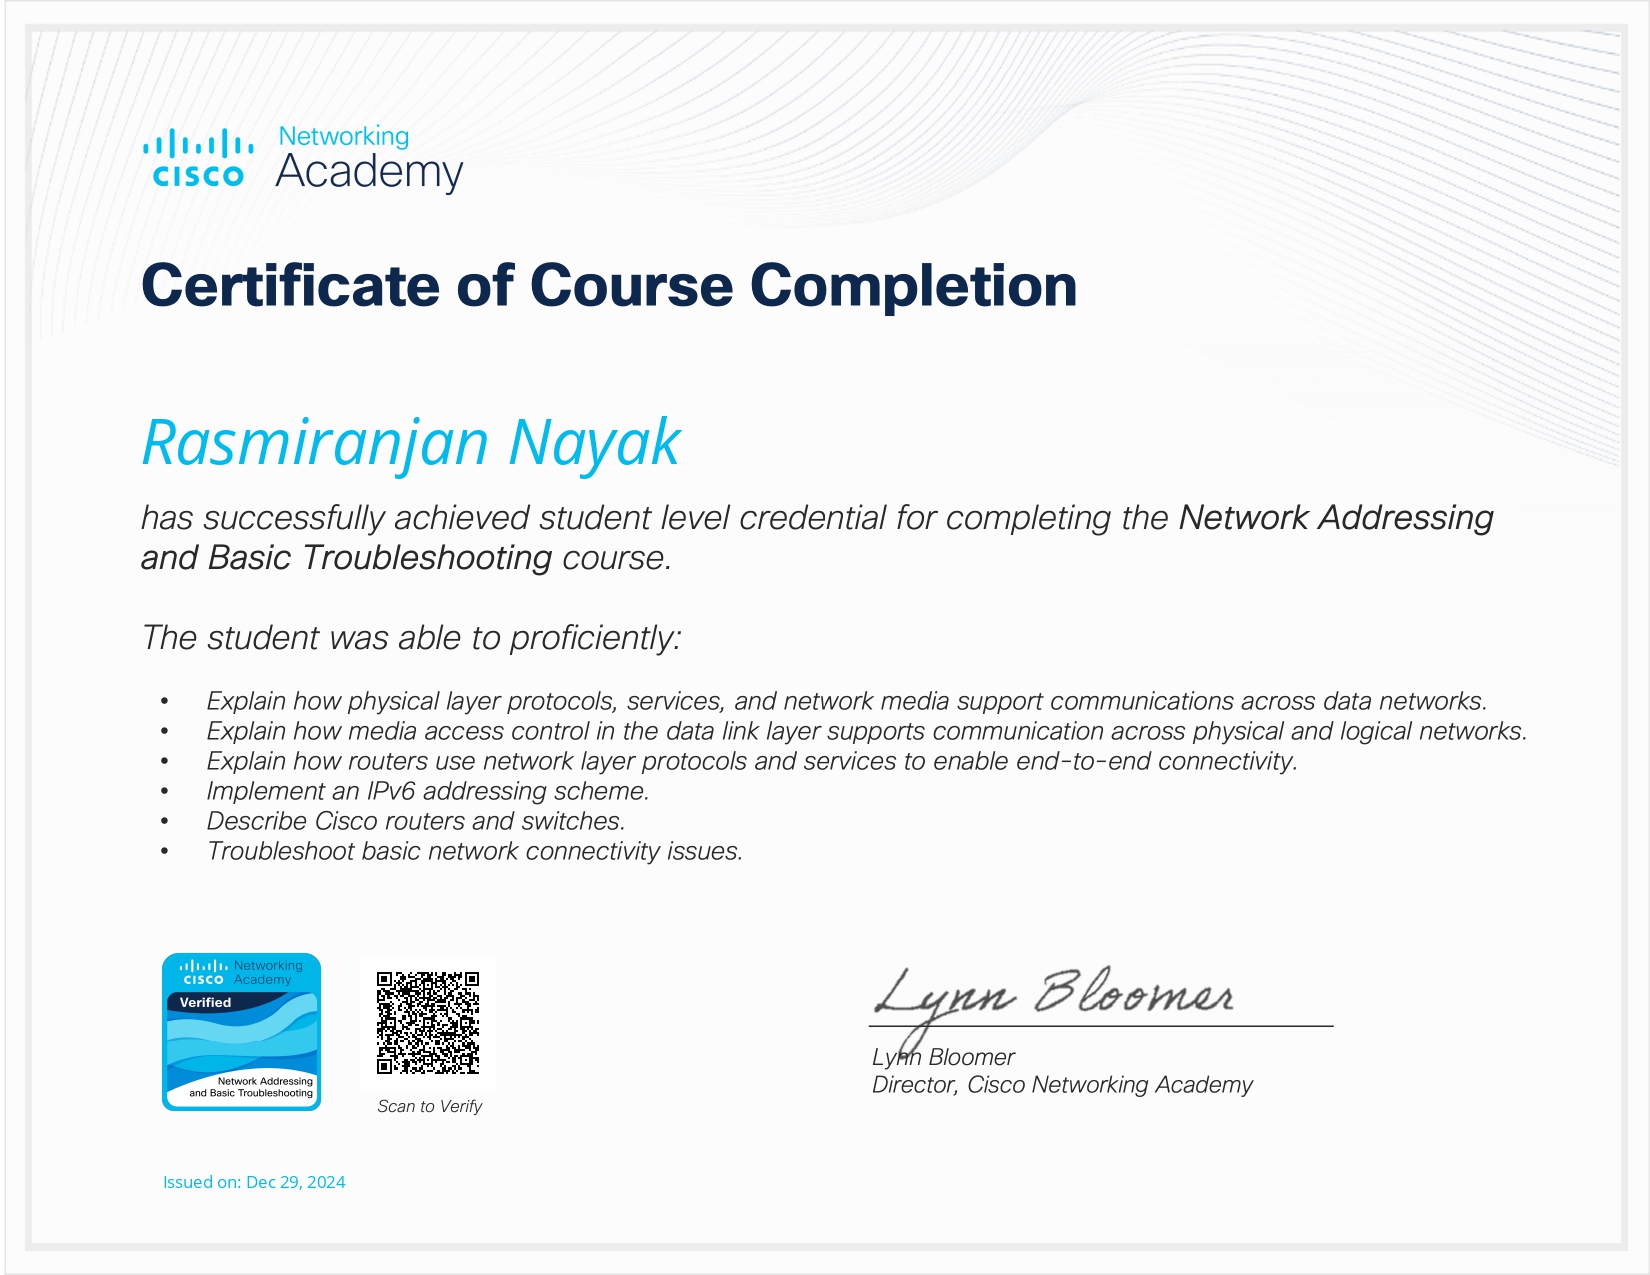 Networking
CISCO Academy
Certificate of Course Completion
Rasmiranjan Nayak
has successfully achieved student level credential for completing the Network Addressing
and Basic Troubleshooting course.
The student was able to proficiently:
• Explain how physical layer protocols, services, and network media support communications across data networks.
• Explain how media access control in the data link layer supports communication across physical and logical networks.
• Explain how routers use network layer protocols and services to enable end-to-end connectivity.
• Implement an IPv6 addressing scheme.
• Describe Cisco routers and switches.
• Troubleshoot basic network connectivity issues.
Networking
CISCO Academy
Verified
Network Addressing
and Basic Troubleshooting
Scan to Verify
Lynn Bloomer
Lynn Bloomer
Director, Cisco Networking Academy
Issued on: Dec 29, 2024